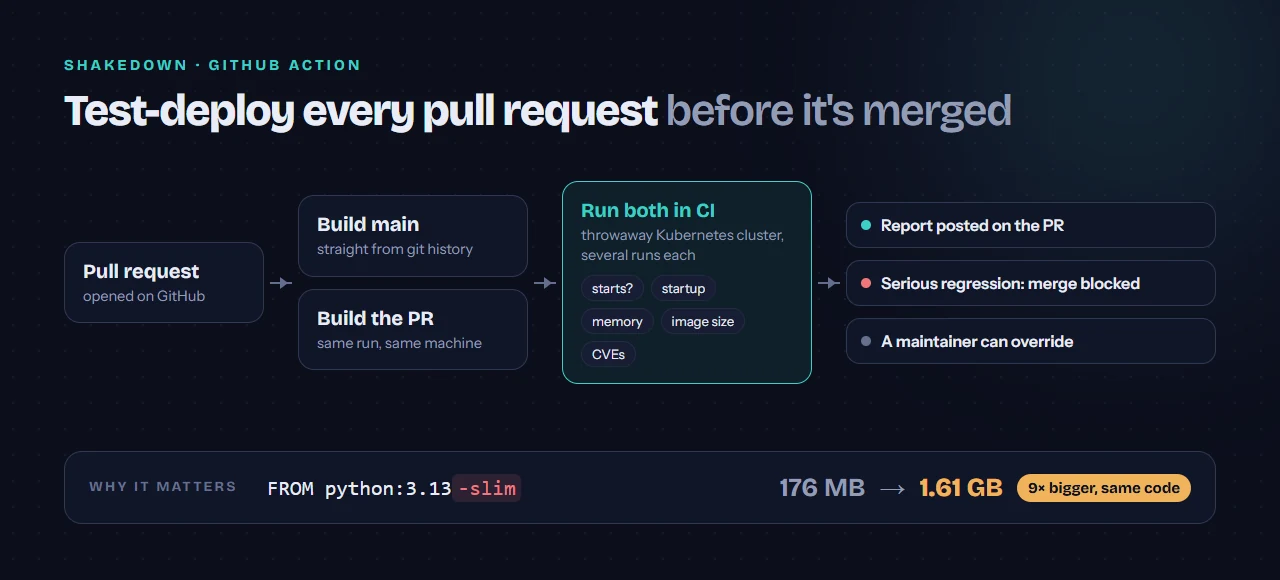 SHAKEDOWN · GITHUB ACTION
Test-deploy every pull request before it's merged
Pull request
opened on GitHub
Build main
straight from git history
Build the PR
same run, same machine
Run both in CI
throwaway Kubernetes cluster,
several runs each
starts? startup
memory image size
CVEs
Report posted on the PR
Serious regression: merge blocked
A maintainer can override
WHY IT MATTERS FROM python:3.13-slim 176 MB → 1.61 GB 9× bigger, same code